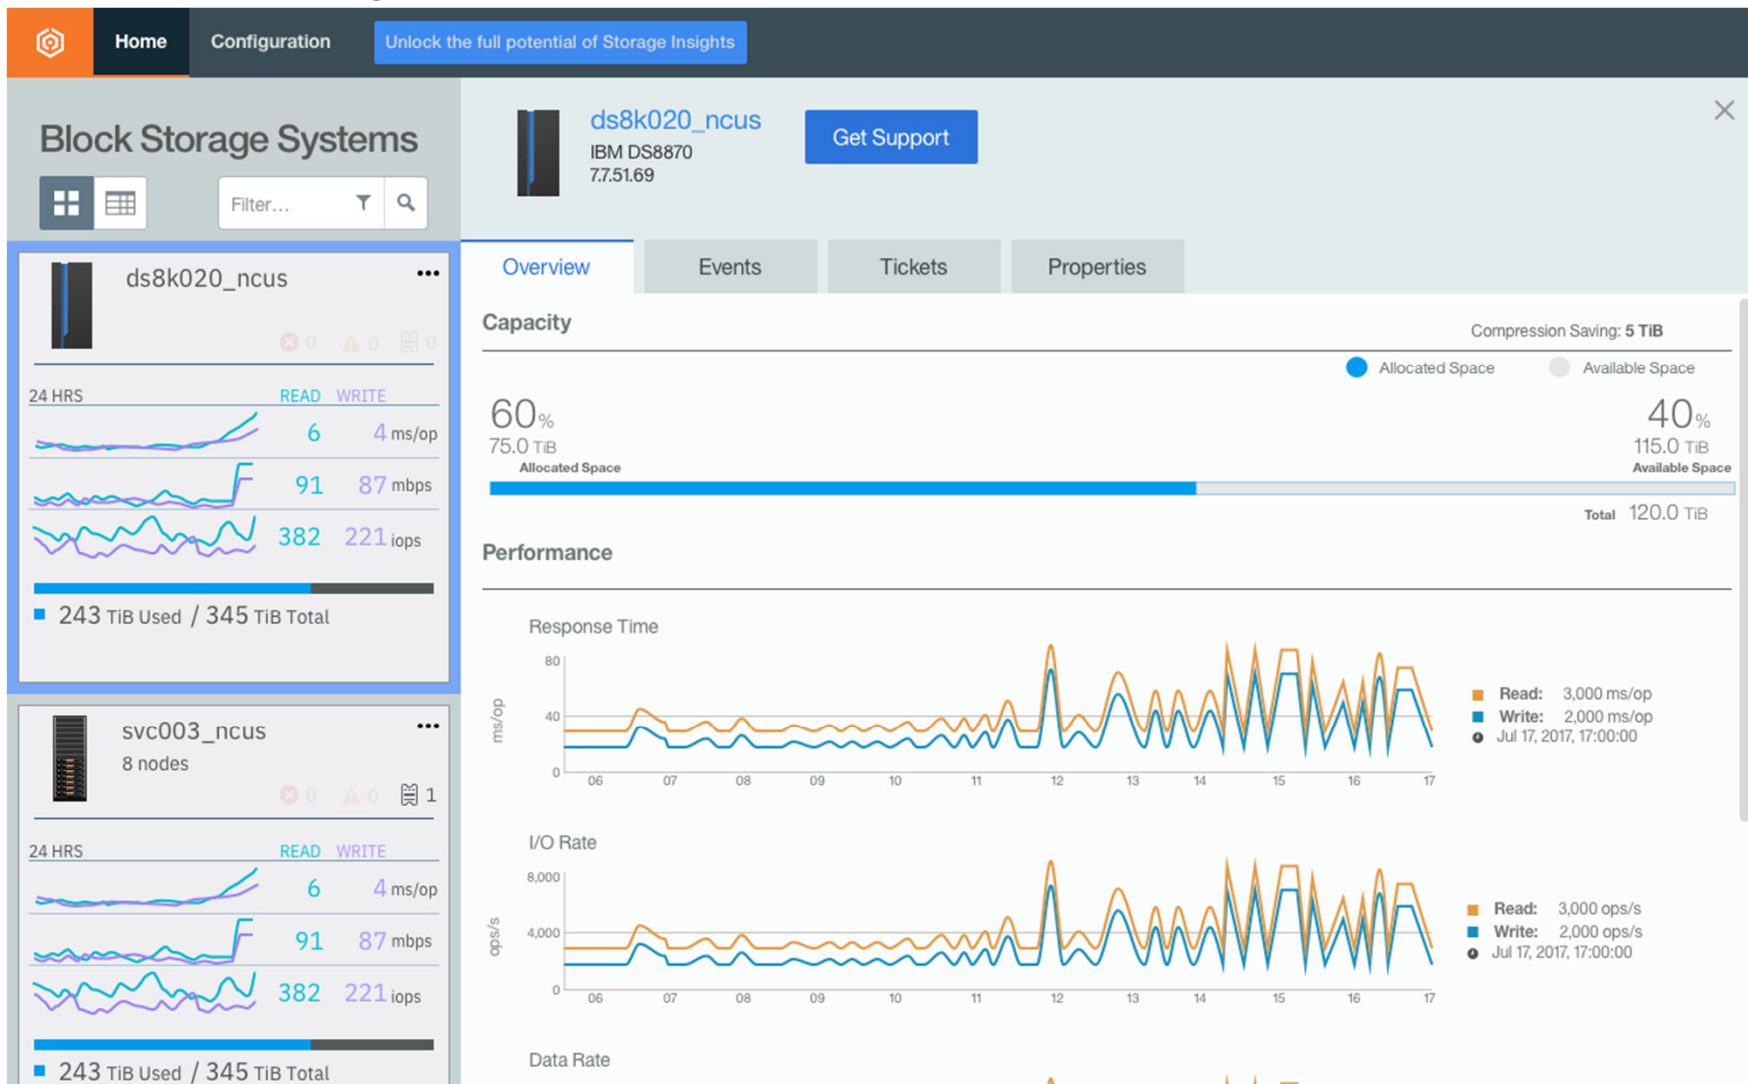 Home Configuration Unlock the full potential of Storage Insights
Block Storage Systems
Filter...
ds8k020_ncus
0 0 0
24 HRS READ WRITE
6 4 ms/op
91 87 mbps
382 221 iops
243 TiB Used / 345 TiB Total
svc003_ncus
8 nodes
0 0 1
24 HRS READ WRITE
6 4 ms/op
91 87 mbps
382 221 iops
243 TiB Used / 345 TiB Total
ds8k020_ncus
IBM DS8870
7.7.51.69
Get Support
Overview Events Tickets Properties
Capacity
Compression Saving: 5 TiB
Allocated Space Available Space
60% 40%
75.0 TiB 115.0 TiB
Allocated Space Available Space
Total 120.0 TiB
Performance
Response Time
80
40
0
ms/op
06 07 08 09 10 11 12 13 14 15 16 17
Read: 3,000 ms/op
Write: 2,000 ms/op
Jul 17, 2017, 17:00:00
I/O Rate
8,000
4,000
0
ops/s
06 07 08 09 10 11 12 13 14 15 16 17
Read: 3,000 ops/s
Write: 2,000 ops/s
Jul 17, 2017, 17:00:00
Data Rate